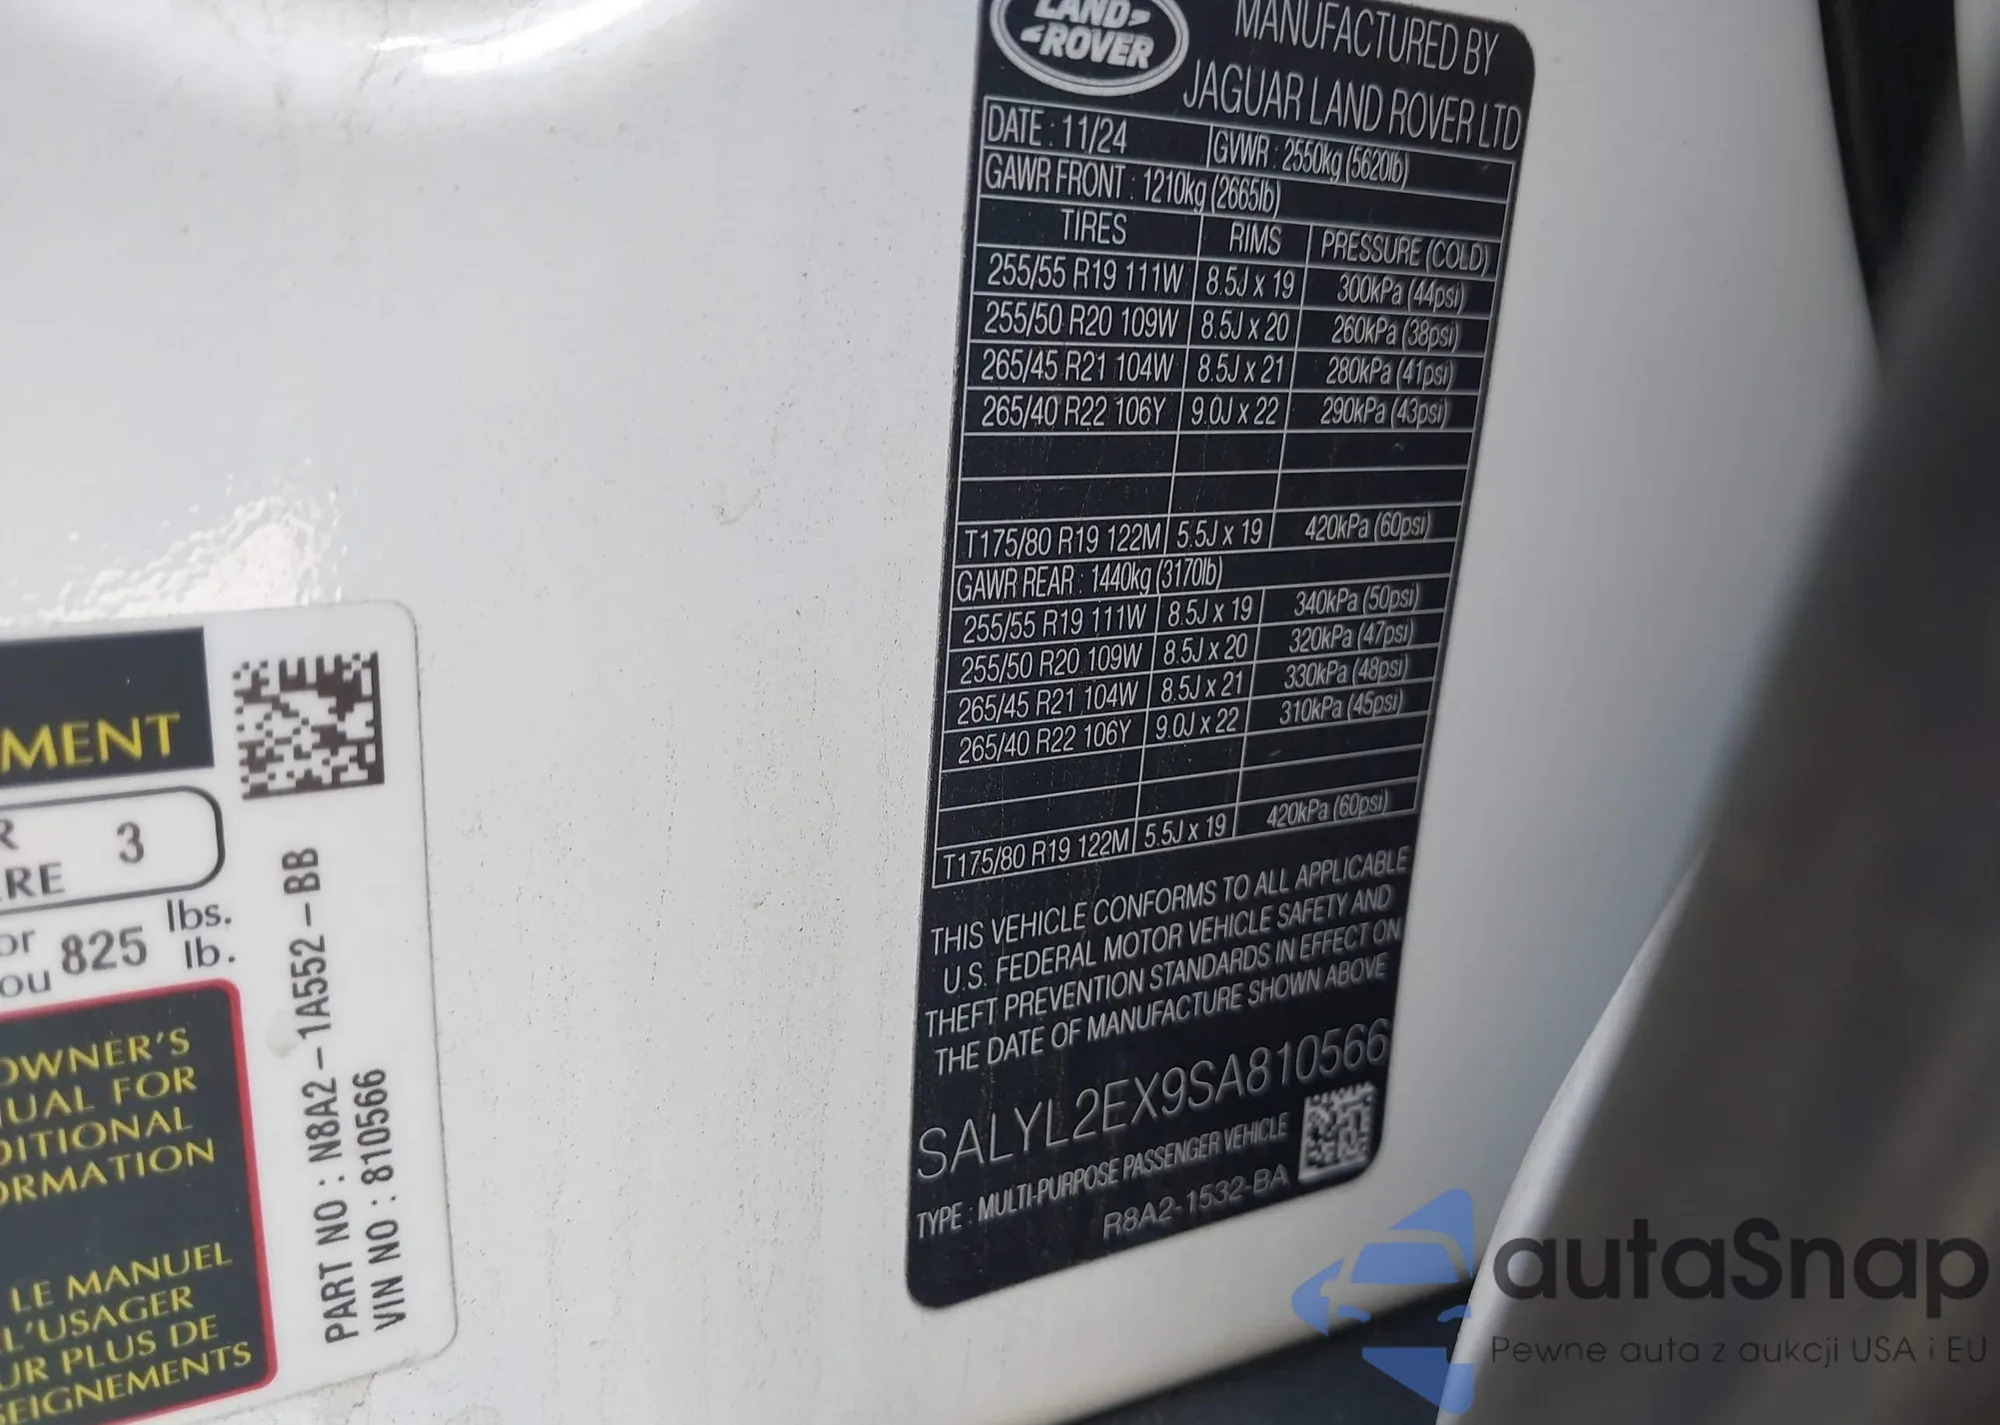 LAND
ROVER
MANUFACTURED BY
JAGUAR LAND ROVER LTD
DATE : 11/24 GVWR : 2550kg (5620lb)
GAWR FRONT : 1210kg (2665lb)
TIRES RIMS PRESSURE (COLD)
255/55 R19 111W 8.5J x 19 300kPa (44psi)
255/50 R20 109W 8.5J x 20 260kPa (38psi)
265/45 R21 104W 8.5J x 21 280kPa (41psi)
265/40 R22 106Y 9.0J x 22 290kPa (43psi)
T175/80 R19 122M 5.5J x 19 420kPa (60psi)
GAWR REAR : 1440kg (3170lb)
255/55 R19 111W 8.5J x 19 340kPa (50psi)
255/50 R20 109W 8.5J x 20 320kPa (47psi)
265/45 R21 104W 8.5J x 21 330kPa (48psi)
265/40 R22 106Y 9.0J x 22 310kPa (45psi)
T175/80 R19 122M 5.5J x 19 420kPa (60psi)
THIS VEHICLE CONFORMS TO ALL APPLICABLE
U.S. FEDERAL MOTOR VEHICLE SAFETY AND
THEFT PREVENTION STANDARDS IN EFFECT ON
THE DATE OF MANUFACTURE SHOWN ABOVE
SALYL2EX9SA810566
TYPE : MULTI-PURPOSE PASSENGER VEHICLE
R8A2-1532-BA
MENT
R 3
RE
or 825 lbs.
ou lb.
OWNER'S
UAL FOR
DITIONAL
ORMATION
LE MANUEL
L'USAGER
UR PLUS DE
SEIGNEMENTS
PART NO : N8A2-1A552-BB
VIN NO : 810566
autaSnap
Pewne auta z aukcji USA i EU